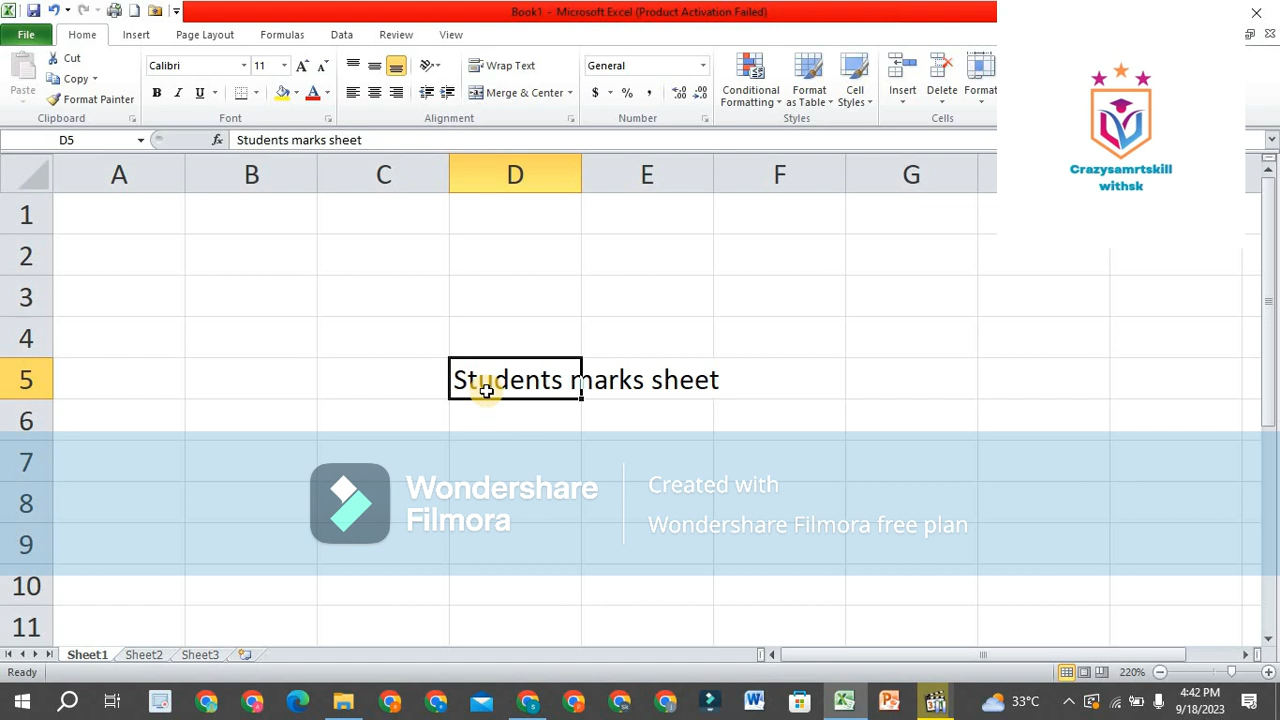 Book1 - Microsoft Excel (Product Activation Failed)
File Home Insert Page Layout Formulas Data Review View
Cut
Copy
Format Painter
Paste
Clipboard
Calibri 11
B I U A
Font
Wrap Text
Merge & Center
Alignment
General
$ % ,
Number
Conditional Formatting
Format as Table
Cell Styles
Styles
Insert Delete Format
Cells
Crazysamrtskill
withsk
D5 fx Students marks sheet
A B C D E F G
1
2
3
4
5 Students marks sheet
6
7
8
9
10
11
Wondershare
Filmora
Created with
Wondershare Filmora free plan
Sheet1 Sheet2 Sheet3
Ready 220%
33°C
4:42 PM
9/18/2023